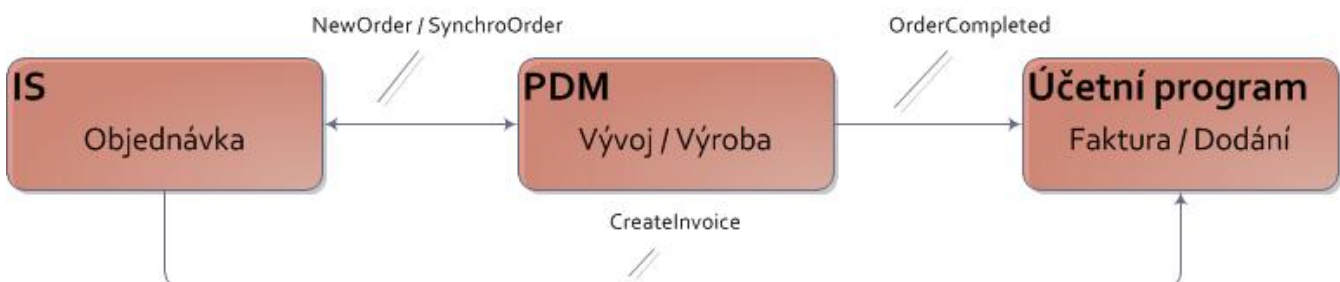 NewOrder / SynchroOrder
OrderCompleted
IS
Objednávka
PDM
Vývoj / Výroba
Účetní program
Faktura / Dodání
CreateInvoice